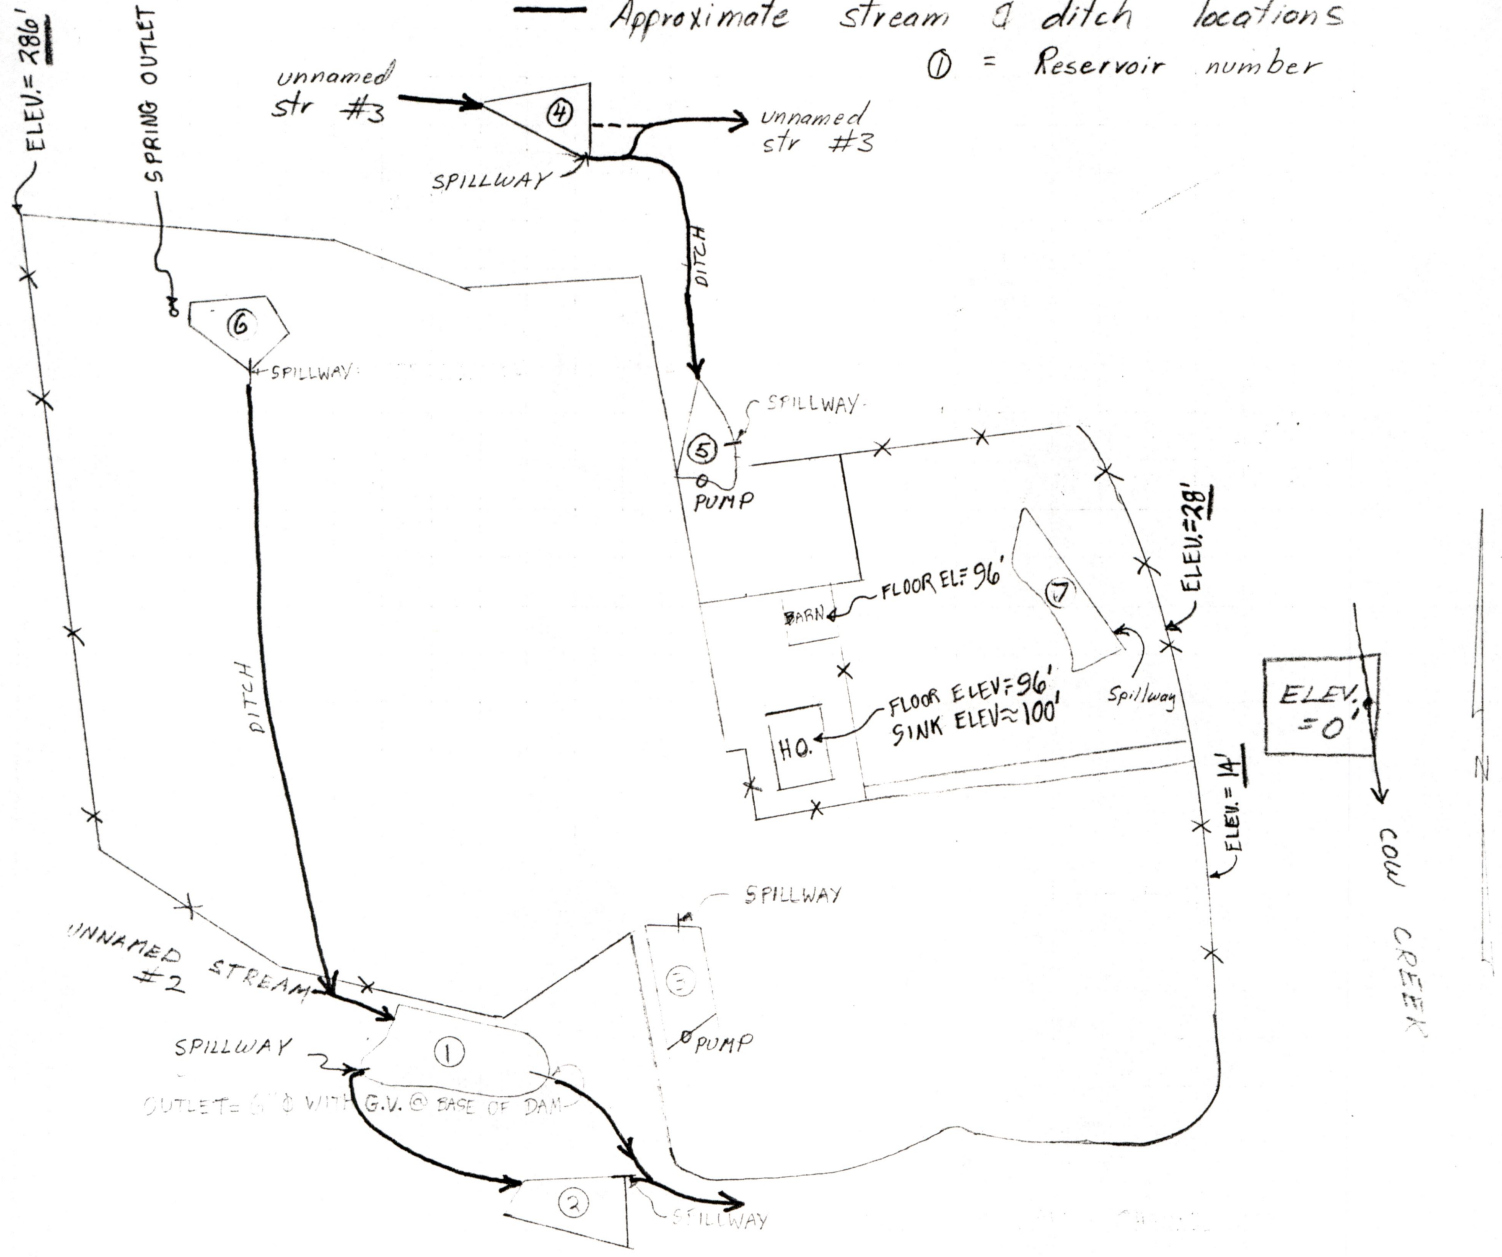 Approximate stream & ditch locations
① = Reservoir number
ELEV.= 286'
SPRING OUTLET
unnamed
str #3
④
unnamed
str #3
SPILLWAY
DITCH
⑥
SPILLWAY
SPILLWAY
⑤
PUMP
ELEV.=28'
FLOOR EL=96'
BARN
⑦
Spillway
FLOOR ELEV=96'
SINK ELEV≈100'
HO.
ELEV.
=0'
N
DITCH
ELEV.=14'
COW CREEK
SPILLWAY
UNNAMED STREAM
#2
③
PUMP
SPILLWAY
①
OUTLET= 6"Ø WITH G.V. @ BASE OF DAM
②
SPILLWAY